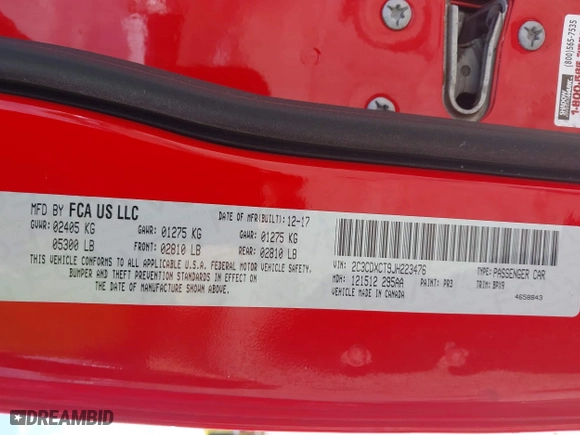 MFD BY FCA US LLC
DATE OF MFR(BUILT): 12-17
GVWR: 02405 KG
05300 LB
GAWR: 01275 KG
FRONT: 02810 LB
GAWR: 01275 KG
REAR: 02810 LB
THIS VEHICLE CONFORMS TO ALL APPLICABLE U.S.A. FEDERAL MOTOR VEHICLE SAFETY,
BUMPER AND THEFT PREVENTION STANDARDS IN EFFECT ON
THE DATE OF MANUFACTURE SHOWN ABOVE.
VIN: 2C3CDXCT9JH223476
TYPE: PASSENGER CAR
MDH: 121512 295AA
PAINT: PR3
TRIM: BPX9
VEHICLE MADE IN CANADA
4658843
(800)565-7535
DREAMBID